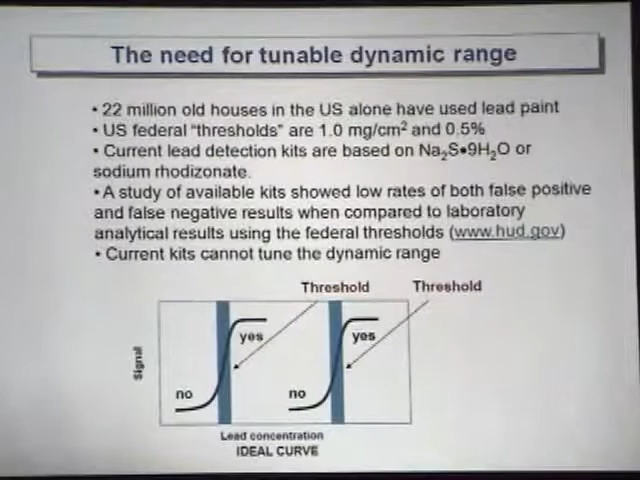 The need for tunable dynamic range
• 22 million old houses in the US alone have used lead paint
• US federal “thresholds” are 1.0 mg/cm² and 0.5%
• Current lead detection kits are based on Na₂S•9H₂O or
sodium rhodizonate.
• A study of available kits showed low rates of both false positive
and false negative results when compared to laboratory
analytical results using the federal thresholds (www.hud.gov)
• Current kits cannot tune the dynamic range
Threshold Threshold
yes yes
Signal
no no
Lead concentration
IDEAL CURVE